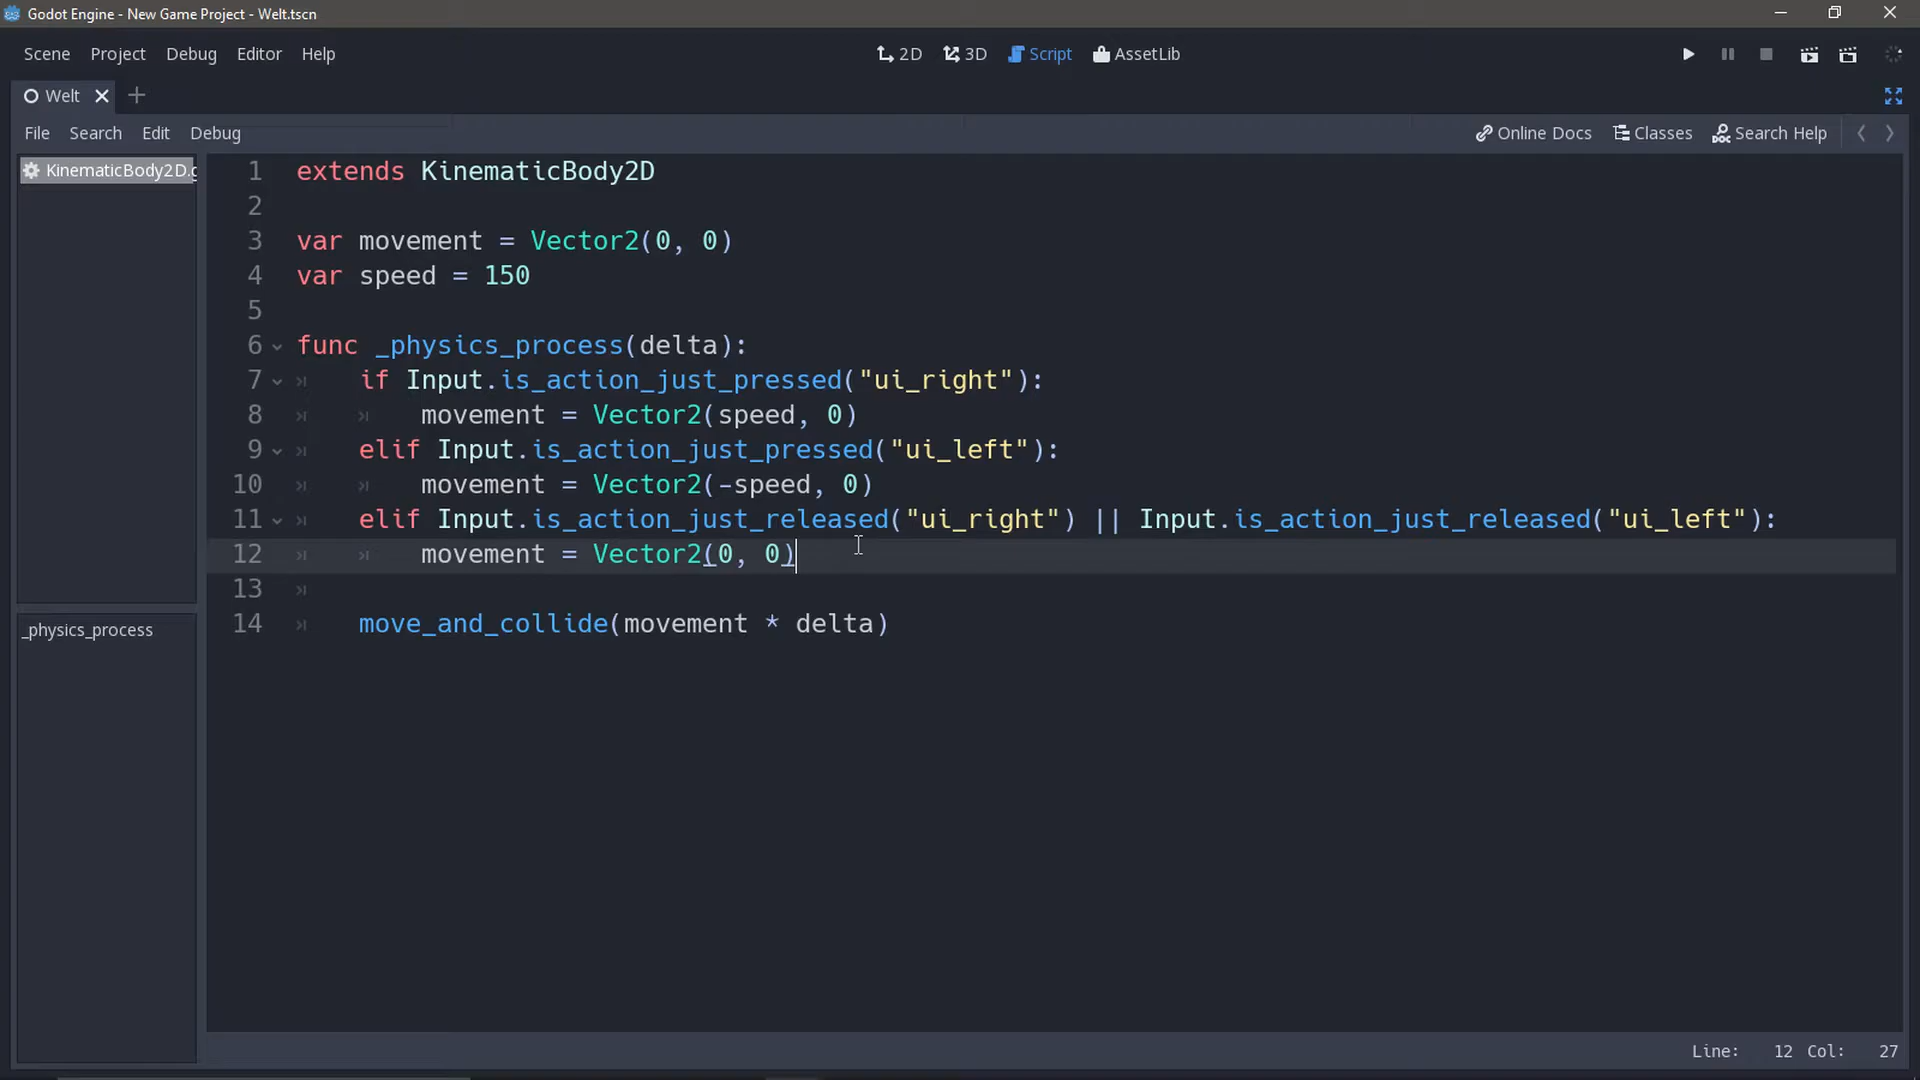 Godot Engine - New Game Project - Welt.tscn
Scene Project Debug Editor Help 2D 3D Script AssetLib
Welt
File Search Edit Debug Online Docs Classes Search Help
KinematicBody2D.g
1 extends KinematicBody2D
2
3 var movement = Vector2(0, 0)
4 var speed = 150
5
6 func _physics_process(delta):
7 if Input.is_action_just_pressed("ui_right"):
8 movement = Vector2(speed, 0)
9 elif Input.is_action_just_pressed("ui_left"):
10 movement = Vector2(-speed, 0)
11 elif Input.is_action_just_released("ui_right") || Input.is_action_just_released("ui_left"):
12 movement = Vector2(0, 0)
13
14 move_and_collide(movement * delta)
_physics_process
Line: 12 Col: 27